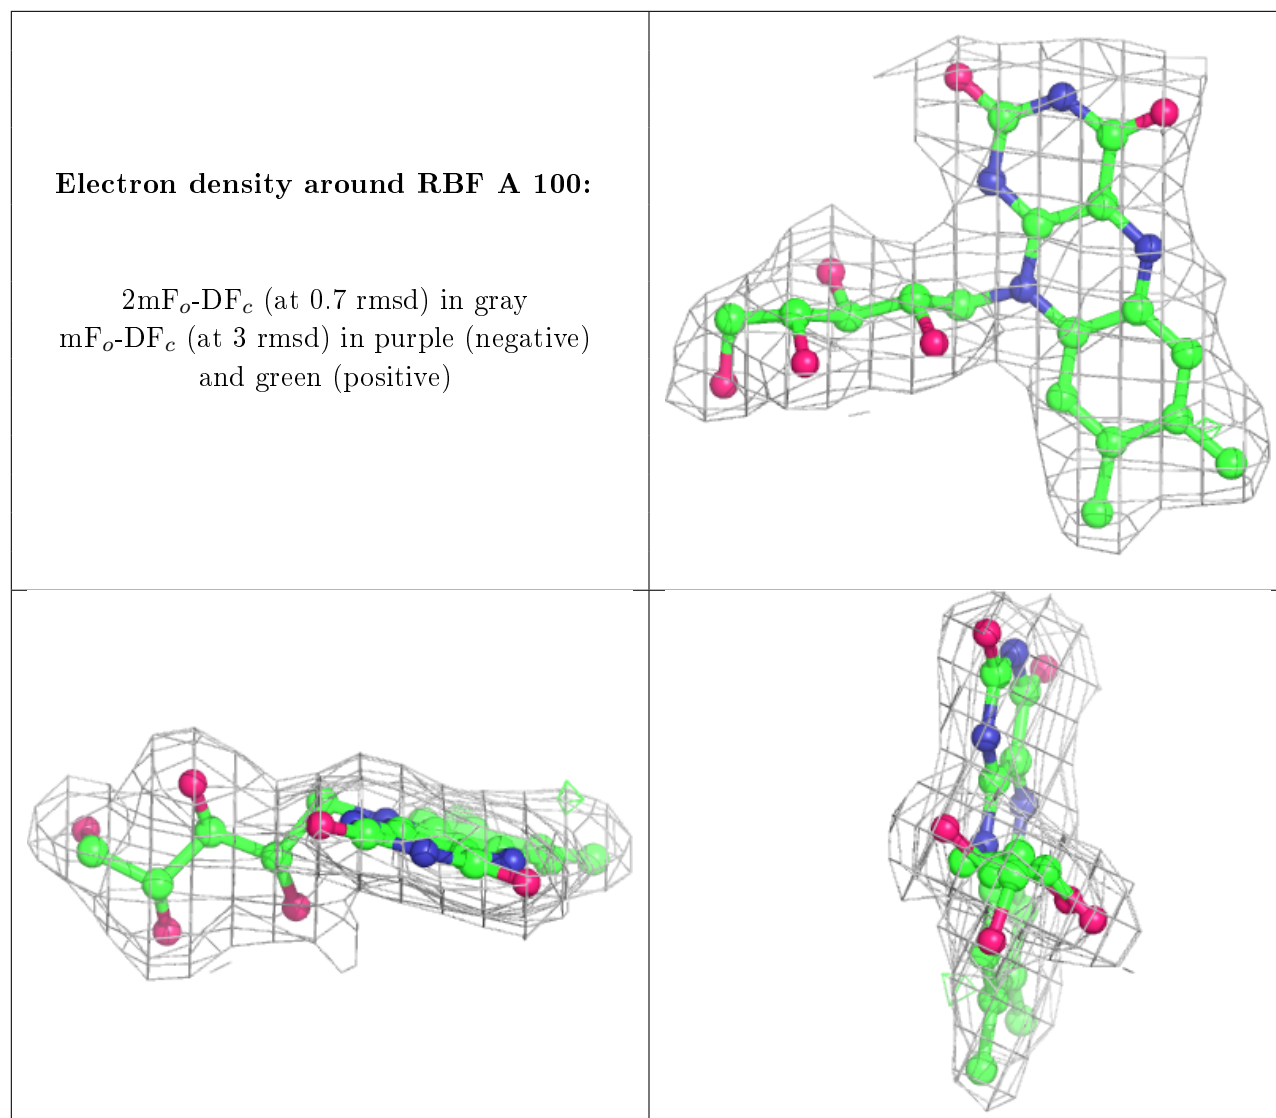 Electron density around RBF A 100:
2mFₒ-DF𝒸 (at 0.7 rmsd) in gray
mFₒ-DF𝒸 (at 3 rmsd) in purple (negative)
and green (positive)